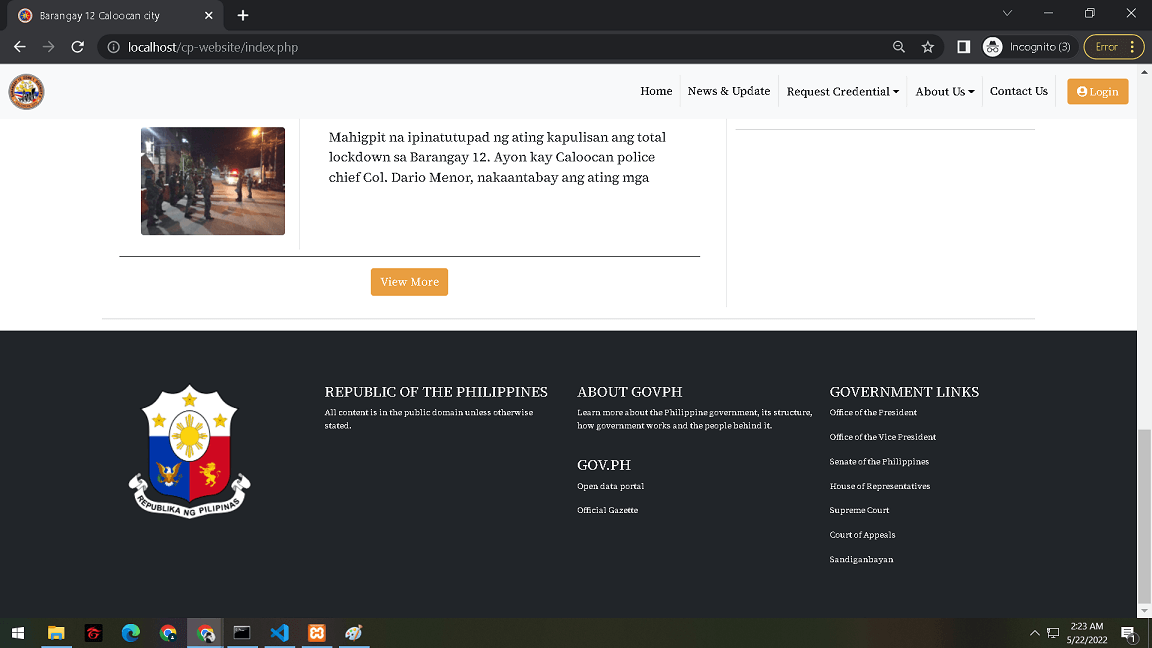 Barangay 12 Caloocan city
localhost/cp-website/index.php
Incognito (3)
Error
Home
News & Update
Request Credential
About Us
Contact Us
Login
Mahigpit na ipinatutupad ng ating kapulisan ang total
lockdown sa Barangay 12. Ayon kay Caloocan police
chief Col. Dario Menor, nakaantabay ang ating mga
View More
REPUBLIKA NG PILIPINAS
REPUBLIC OF THE PHILIPPINES
All content is in the public domain unless otherwise
stated.
ABOUT GOVPH
Learn more about the Philippine government, its structure,
how government works and the people behind it.
GOV.PH
Open data portal
Official Gazette
GOVERNMENT LINKS
Office of the President
Office of the Vice President
Senate of the Philippines
House of Representatives
Supreme Court
Court of Appeals
Sandiganbayan
2:23 AM
5/22/2022
1